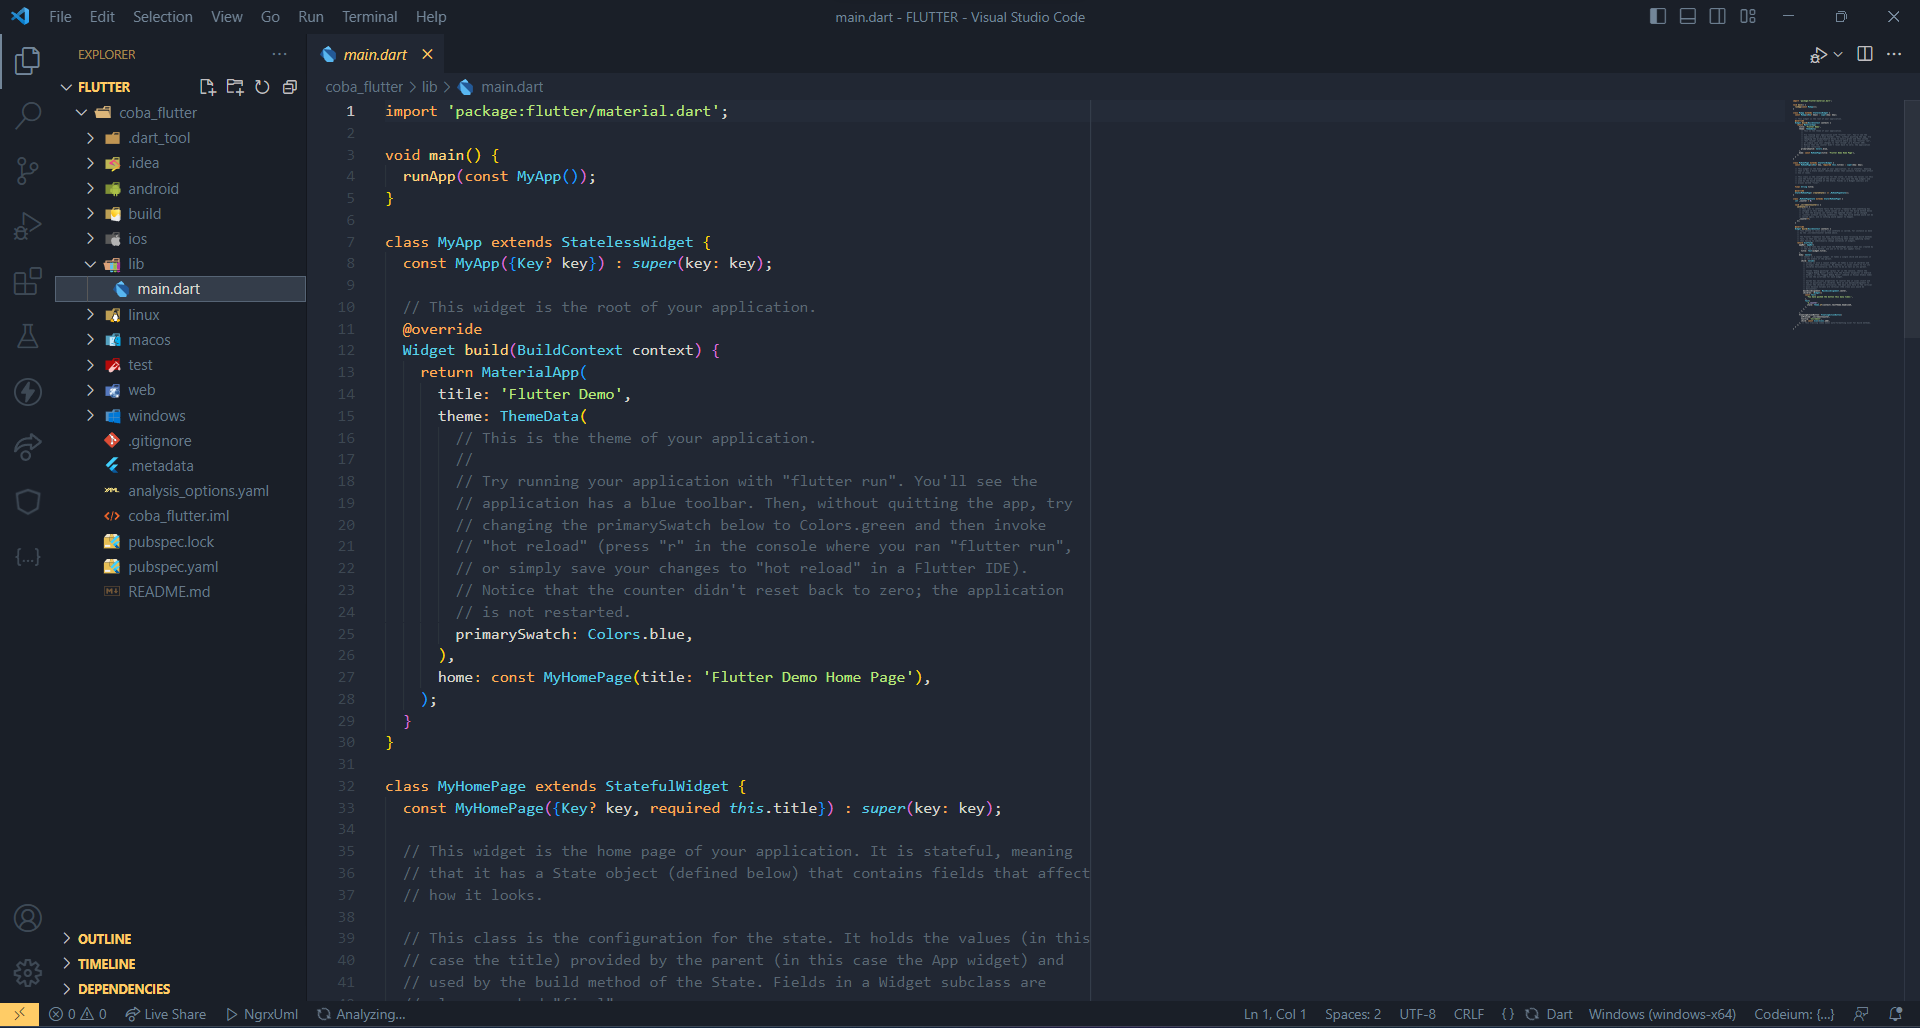 File Edit Selection View Go Run Terminal Help
main.dart - FLUTTER - Visual Studio Code
EXPLORER
FLUTTER
coba_flutter
.dart_tool
.idea
android
build
ios
lib
main.dart
linux
macos
test
web
windows
.gitignore
.metadata
analysis_options.yaml
coba_flutter.iml
pubspec.lock
pubspec.yaml
README.md
OUTLINE
TIMELINE
DEPENDENCIES
main.dart
coba_flutter > lib > main.dart
1 import 'package:flutter/material.dart';
2
3 void main() {
4 runApp(const MyApp());
5 }
6
7 class MyApp extends StatelessWidget {
8 const MyApp({Key? key}) : super(key: key);
9
10 // This widget is the root of your application.
11 @override
12 Widget build(BuildContext context) {
13 return MaterialApp(
14 title: 'Flutter Demo',
15 theme: ThemeData(
16 // This is the theme of your application.
17 //
18 // Try running your application with "flutter run". You'll see the
19 // application has a blue toolbar. Then, without quitting the app, try
20 // changing the primarySwatch below to Colors.green and then invoke
21 // "hot reload" (press "r" in the console where you ran "flutter run",
22 // or simply save your changes to "hot reload" in a Flutter IDE).
23 // Notice that the counter didn't reset back to zero; the application
24 // is not restarted.
25 primarySwatch: Colors.blue,
26 ),
27 home: const MyHomePage(title: 'Flutter Demo Home Page'),
28 );
29 }
30 }
31
32 class MyHomePage extends StatefulWidget {
33 const MyHomePage({Key? key, required this.title}) : super(key: key);
34
35 // This widget is the home page of your application. It is stateful, meaning
36 // that it has a State object (defined below) that contains fields that affect
37 // how it looks.
38
39 // This class is the configuration for the state. It holds the values (in this
40 // case the title) provided by the parent (in this case the App widget) and
41 // used by the build method of the State. Fields in a Widget subclass are
0 0 Live Share NgrxUml Analyzing... Ln 1, Col 1 Spaces: 2 UTF-8 CRLF {} Dart Windows (windows-x64) Codeium: {...}